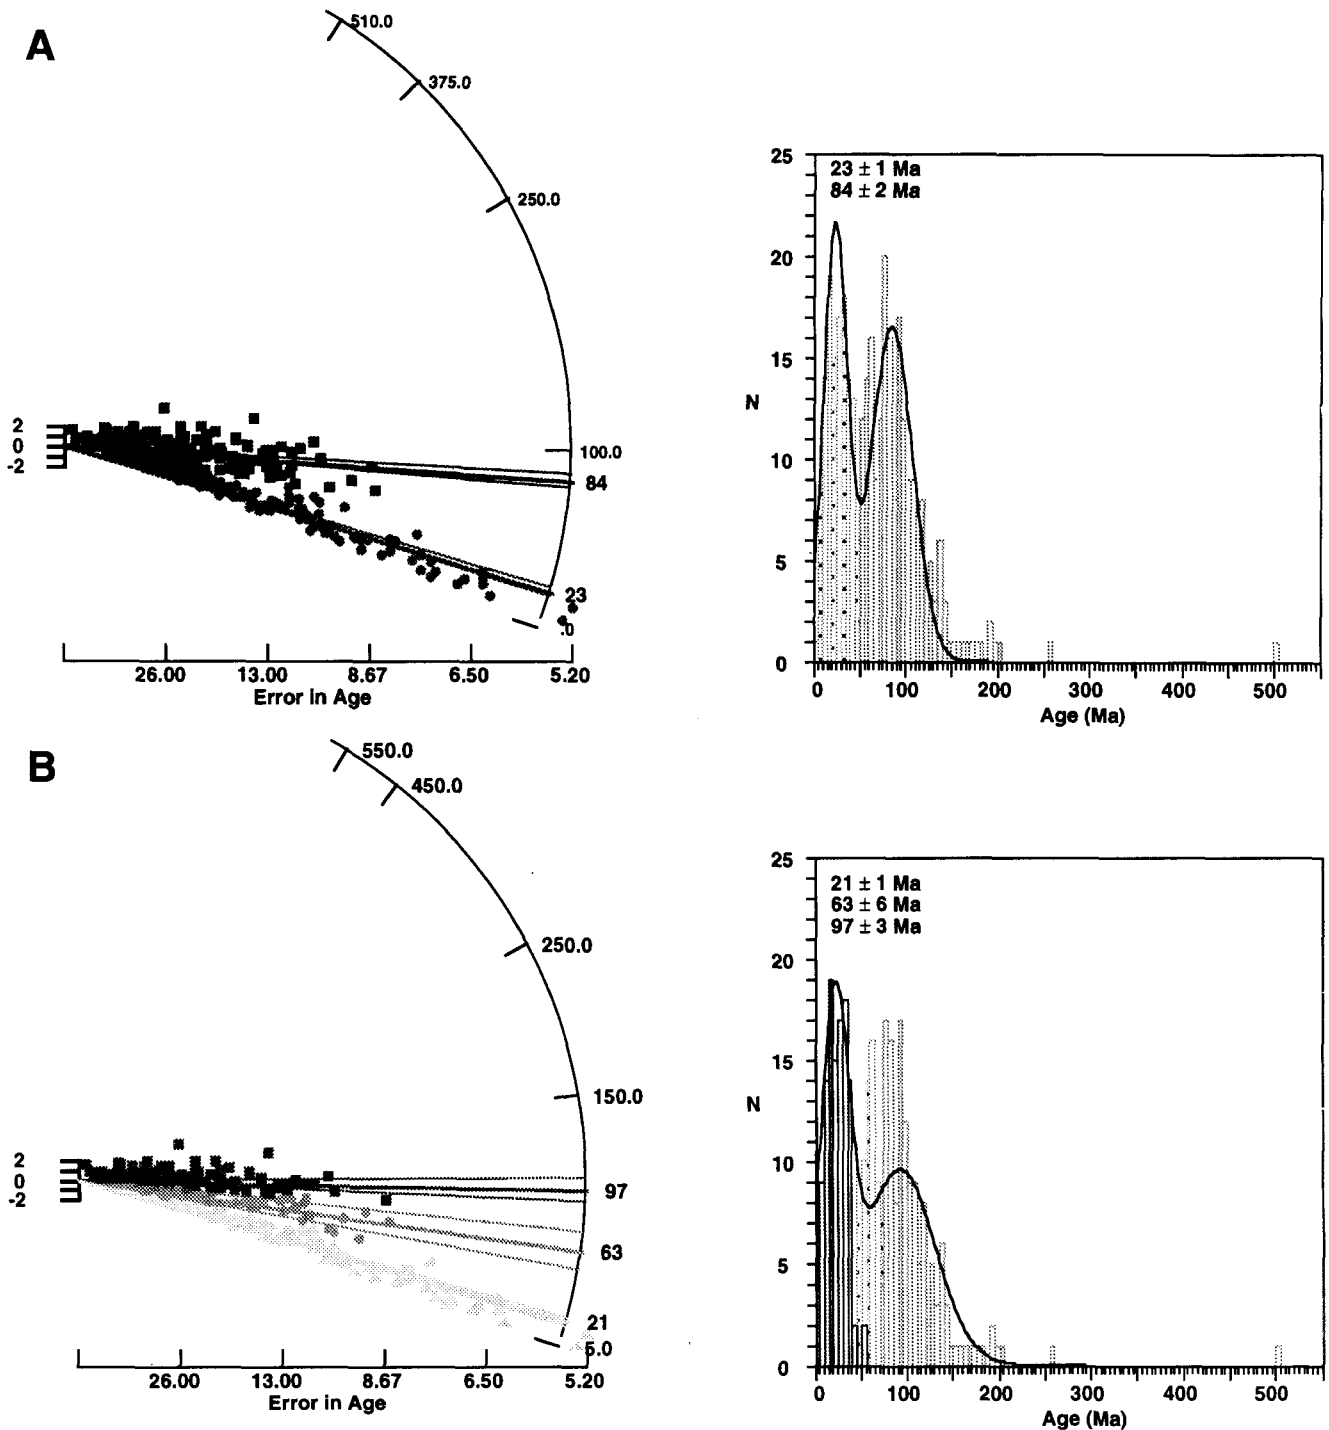 A
510.0
375.0
250.0
2
0
-2
100.0
84
23
.0
26.00 13.00 8.67 6.50 5.20
Error in Age
25
23 ± 1 Ma
84 ± 2 Ma
20
15
N
10
5
0
0 100 200 300 400 500
Age (Ma)
B
550.0
450.0
250.0
150.0
2
0
-2
97
63
21
5.0
26.00 13.00 8.67 6.50 5.20
Error in Age
25
21 ± 1 Ma
63 ± 6 Ma
97 ± 3 Ma
20
15
N
10
5
0
0 100 200 300 400 500
Age (Ma)